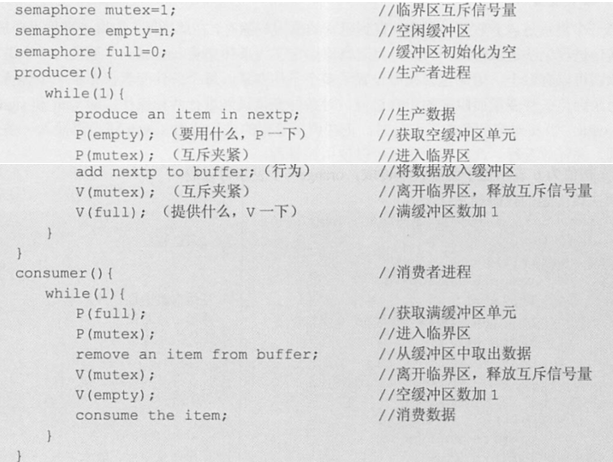 semaphore mutex=1; //临界区互斥信号量
semaphore empty=n; //空闲缓冲区
semaphore full=0; //缓冲区初始化为空
producer(){ //生产者进程
while(1){
produce an item in nextp; //生产数据
P(empty); （要用什么，P 一下） //获取空缓冲区单元
P(mutex); （互斥夹紧） //进入临界区
add nextp to buffer;（行为） //将数据放入缓冲区
V(mutex); （互斥夹紧） //离开临界区，释放互斥信号量
V(full); （提供什么，V 一下） //满缓冲区数加 1
}
}
consumer(){ //消费者进程
while(1){
P(full); //获取满缓冲区单元
P(mutex); //进入临界区
remove an item from buffer; //从缓冲区中取出数据
V(mutex); //离开临界区，释放互斥信号量
V(empty); //空缓冲区数加 1
consume the item; //消费数据
}
}